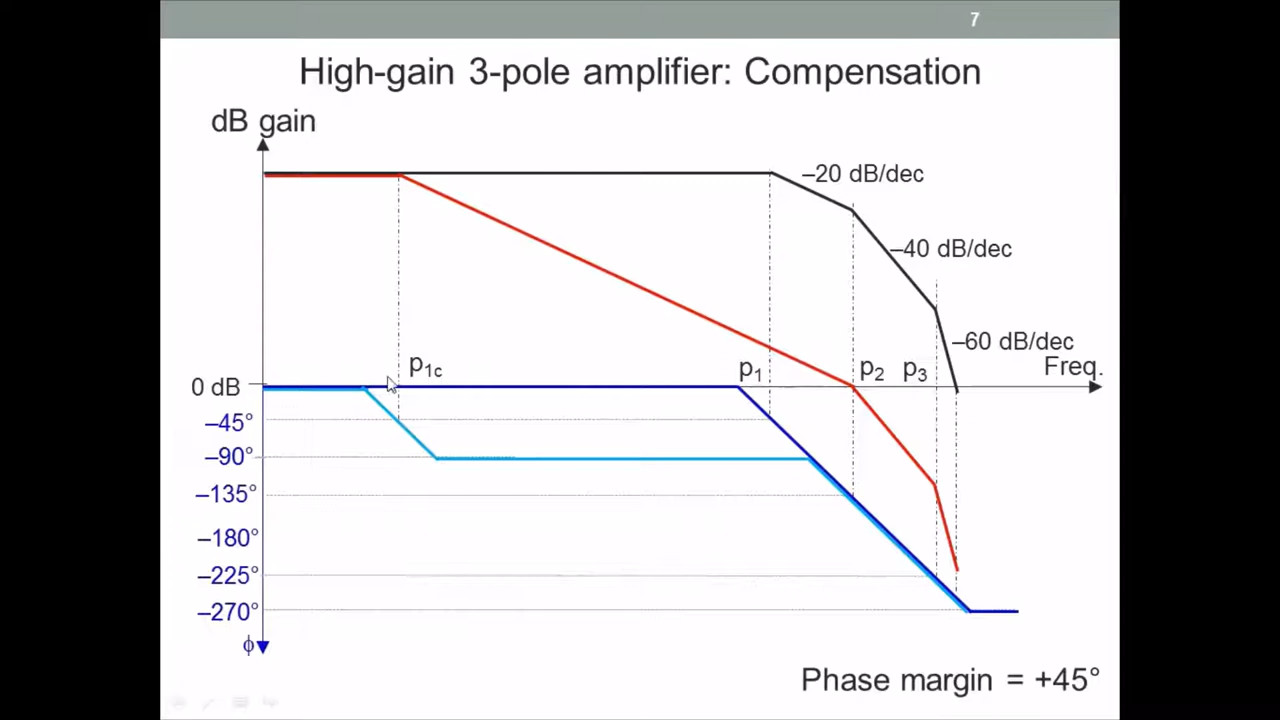 7
High-gain 3-pole amplifier: Compensation
dB gain
–20 dB/dec
–40 dB/dec
–60 dB/dec
p1c
p1
p2
p3
Freq.
0 dB
–45°
–90°
–135°
–180°
–225°
–270°
ϕ
Phase margin = +45°